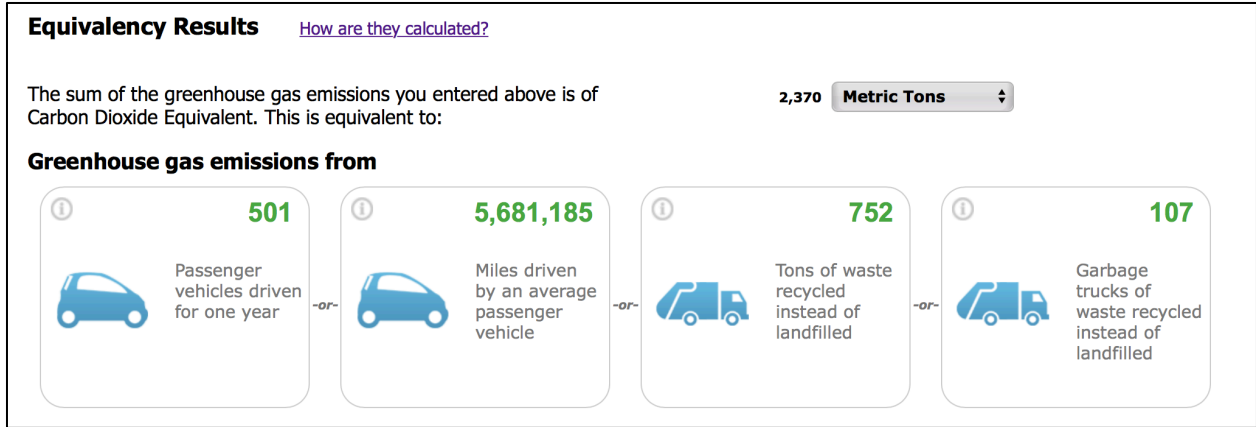 Equivalency Results
How are they calculated?
The sum of the greenhouse gas emissions you entered above is of
Carbon Dioxide Equivalent. This is equivalent to:
2,370 Metric Tons
Greenhouse gas emissions from
501
Passenger
vehicles driven
for one year
-or-
5,681,185
Miles driven
by an average
passenger
vehicle
-or-
752
Tons of waste
recycled
instead of
landfilled
-or-
107
Garbage
trucks of
waste recycled
instead of
landfilled